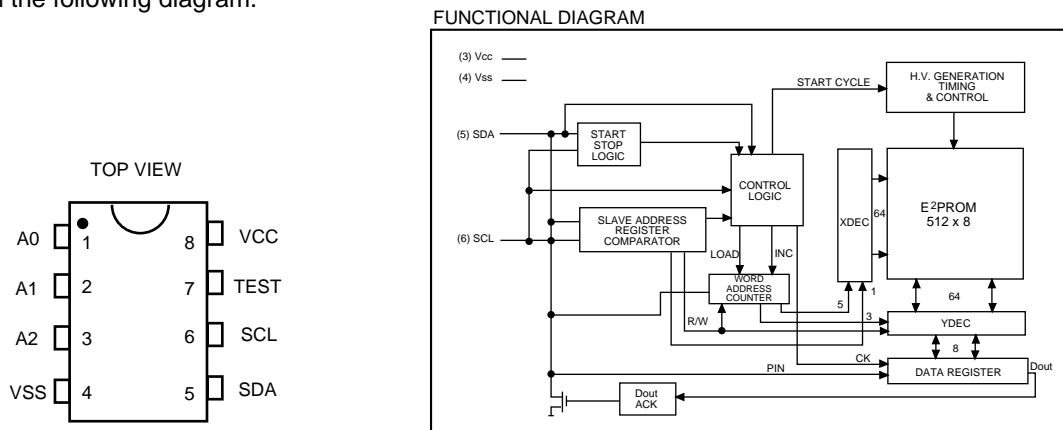 the following diagram:
FUNCTIONAL DIAGRAM
TOP VIEW
A0
1
8
VCC
A1
2
7
TEST
A2
3
6
SCL
VSS
4
5
SDA
(3) Vcc
(4) Vss
(5) SDA
(6) SCL
START CYCLE
H.V. GENERATION
TIMING
& CONTROL
START
STOP
LOGIC
CONTROL
LOGIC
SLAVE ADDRESS
REGISTER
COMPARATOR
XDEC
64
E2PROM
512 x 8
LOAD
INC
WORD
ADDRESS
COUNTER
R/W
5
1
3
64
YDEC
8
CK
PIN
DATA REGISTER
Dout
Dout
ACK